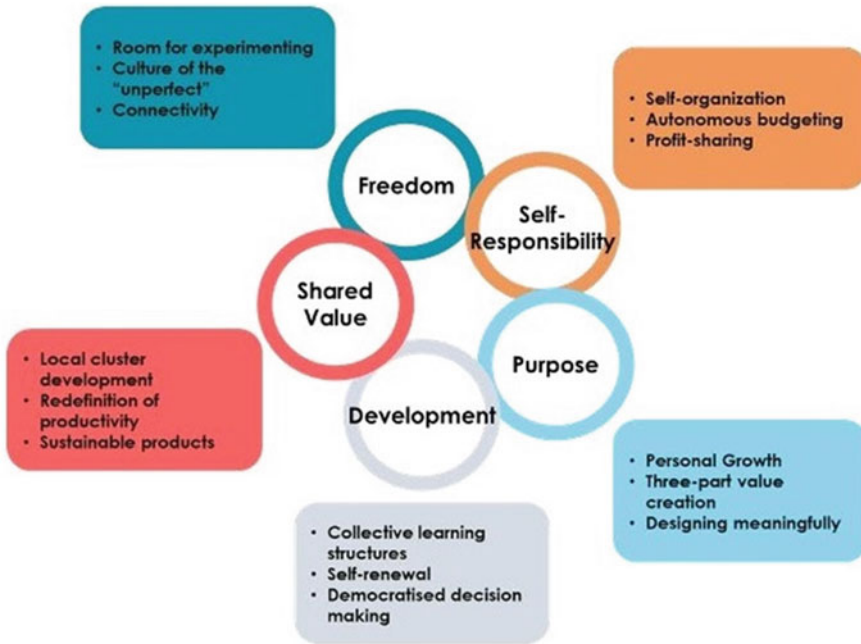 • Room for experimenting
• Culture of the
"unperfect"
• Connectivity
• Self-organization
• Autonomous budgeting
• Profit-sharing
Freedom
Self-
Responsibility
Shared
Value
Purpose
Development
• Local cluster
development
• Redefinition of
productivity
• Sustainable products
• Personal Growth
• Three-part value
creation
• Designing meaningfully
• Collective learning
structures
• Self-renewal
• Democratised decision
making